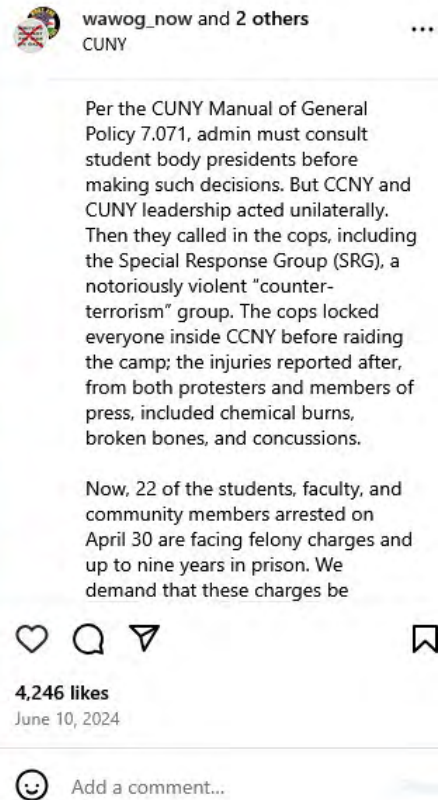 wawog_now and 2 others
CUNY
Per the CUNY Manual of General
Policy 7.071, admin must consult
student body presidents before
making such decisions. But CCNY and
CUNY leadership acted unilaterally.
Then they called in the cops, including
the Special Response Group (SRG), a
notoriously violent “counter-
terrorism” group. The cops locked
everyone inside CCNY before raiding
the camp; the injuries reported after,
from both protesters and members of
press, included chemical burns,
broken bones, and concussions.
Now, 22 of the students, faculty, and
community members arrested on
April 30 are facing felony charges and
up to nine years in prison. We
demand that these charges be
4,246 likes
June 10, 2024
Add a comment...